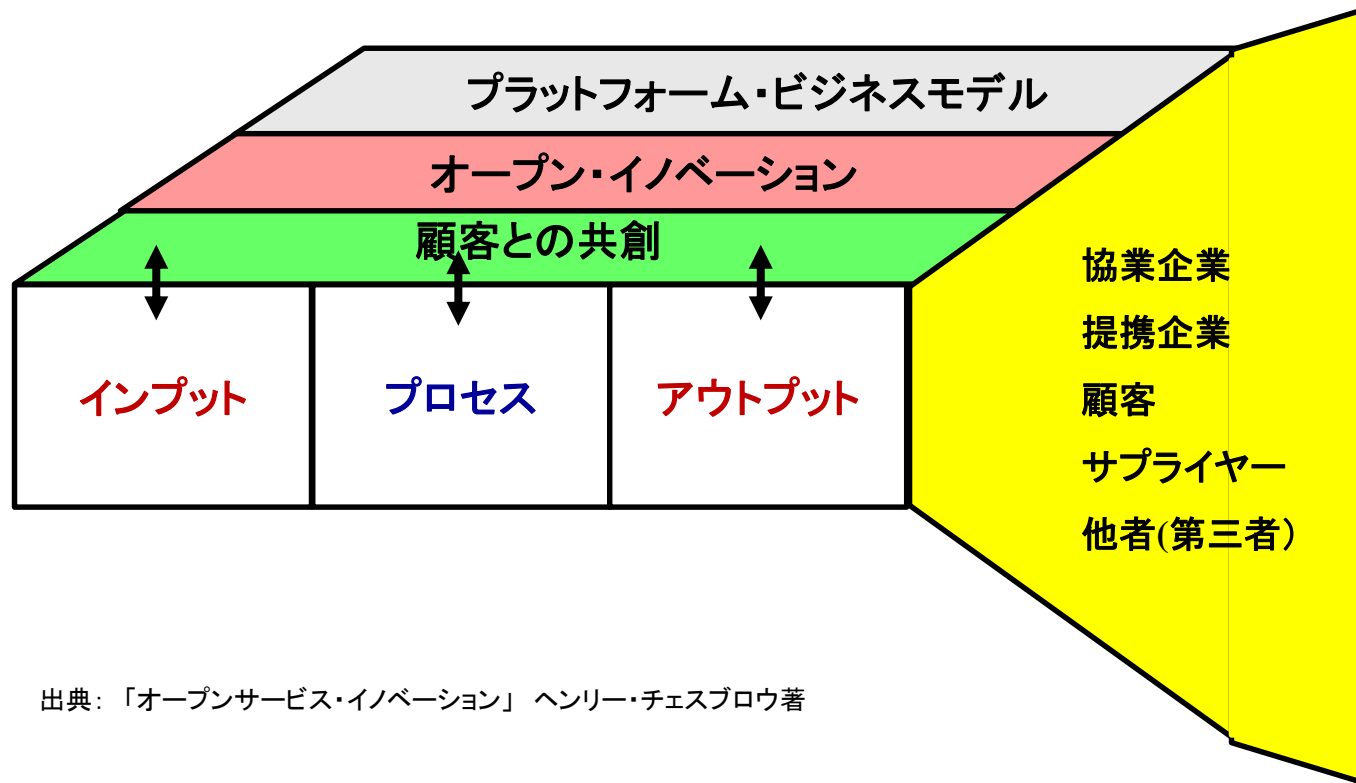 プラットフォーム・ビジネスモデル
オープン・イノベーション
顧客との共創
インプット
プロセス
アウトプット
協業企業
提携企業
顧客
サプライヤー
他者(第三者）
出典： 「オープンサービス・イノベーション」 ヘンリー・チェスブロウ著